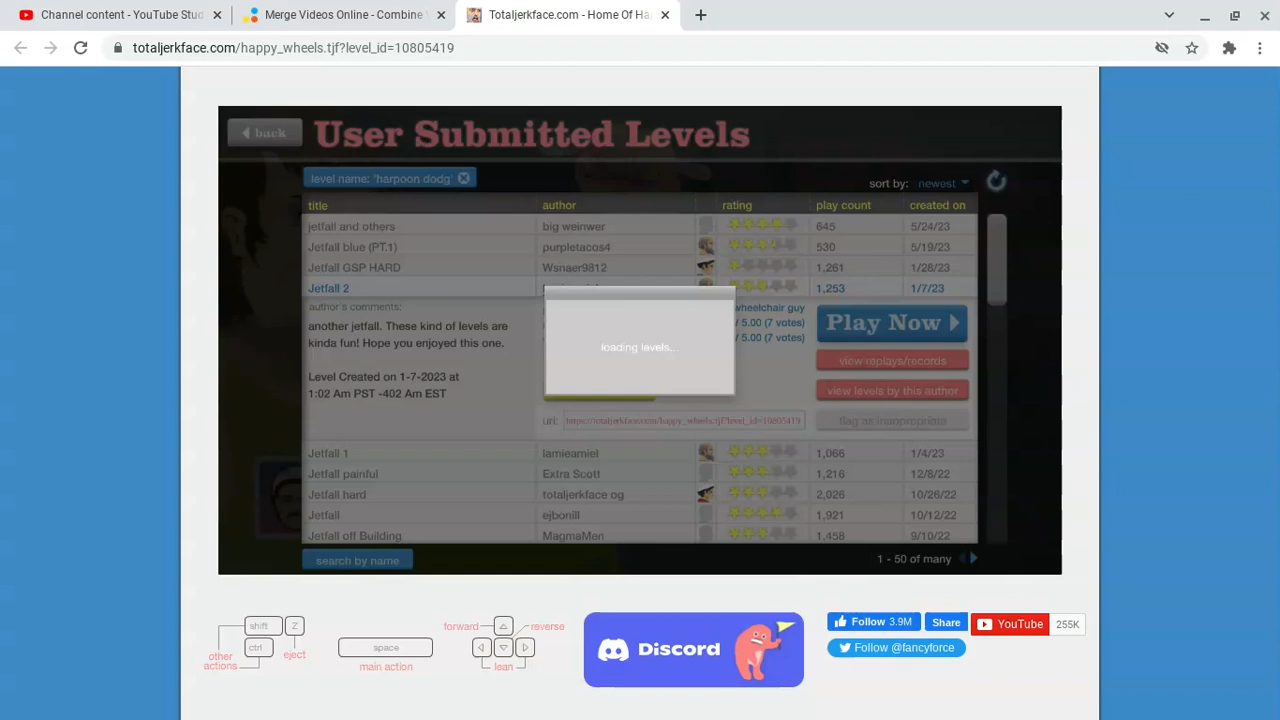 Channel content - YouTube Stud
Merge Videos Online - Combine
Totaljerkface.com - Home Of Ha
totaljerkface.com/happy_wheels.tjf?level_id=10805419
back
User Submitted Levels
level name: 'harpoon dodg'
sort by: newest
title author rating play count created on
jetfall and others big weinwer 645 5/24/23
Jetfall blue (PT.1) purpletacos4 530 5/19/23
Jetfall GSP HARD Wsnaer9812 1,261 1/28/23
Jetfall 2 1,253 1/7/23
author's comments:
another jetfall. These kind of levels are
kinda fun! Hope you enjoyed this one.
Level Created on 1-7-2023 at
1:02 Am PST -402 Am EST
loading levels...
wheelchair guy
/ 5.00 (7 votes)
/ 5.00 (7 votes)
Play Now
view replays/records
view levels by this author
flag as inappropriate
url: https://totaljerkface.com/happy_wheels.tjf?level_id=10805419
Jetfall 1 lamieamiel 1,066 1/4/23
Jetfall painful Extra Scott 1,216 12/8/22
Jetfall hard totaljerkface og 2,026 10/26/22
Jetfall ejbonill 1,921 10/12/22
Jetfall off Building MagmaMen 1,458 9/10/22
search by name
1 - 50 of many
shift Z
ctrl
other
actions
eject
space
main action
forward
reverse
lean
Discord
Follow 3.9M
Share
YouTube 255K
Follow @fancyforce